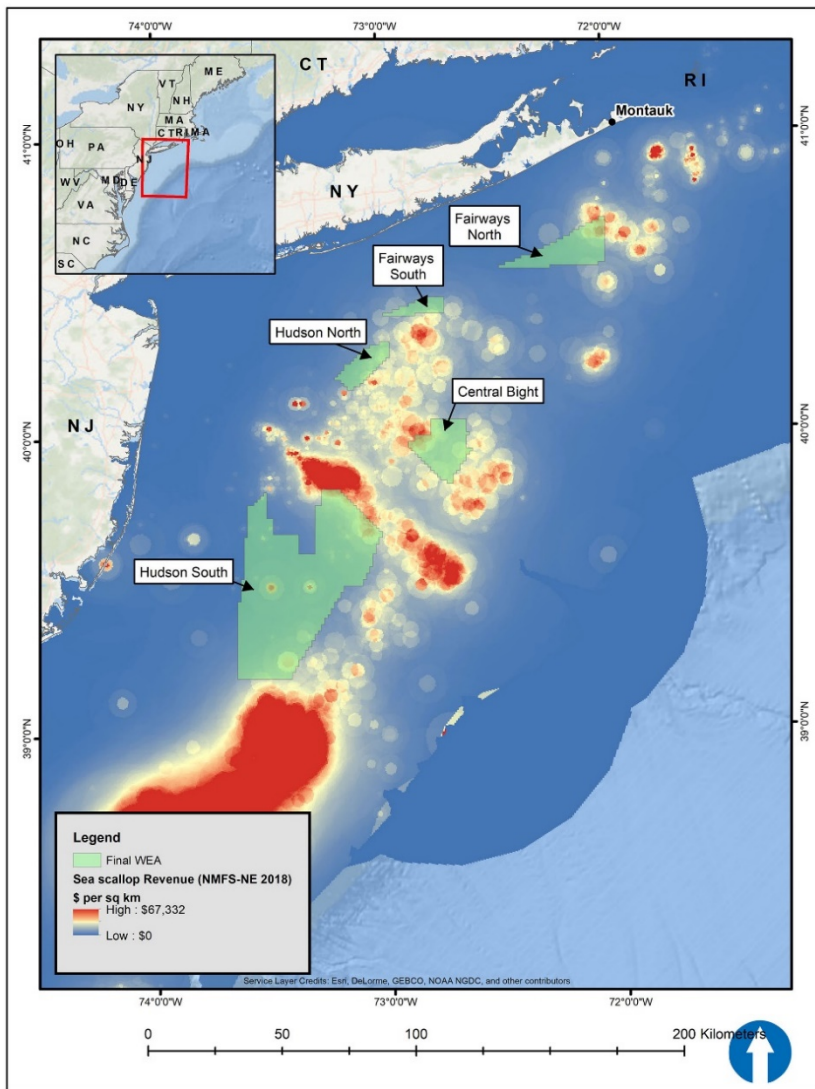 74°0'0"W
73°0'0"W
72°0'0"W
ME
VT
NH
NY
MA
CT
RI
MA
OH
PA
NJ
WV
MD
DE
VA
NC
SC
CT
RI
Montauk
41°0'0"N
41°0'0"N
NY
Fairways
North
Fairways
South
Hudson North
Central Bight
NJ
40°0'0"N
40°0'0"N
Hudson South
39°0'0"N
39°0'0"N
Legend
Final WEA
Sea scallop Revenue (NMFS-NE 2018)
$ per sq km
High : $67,332
Low : $0
Service Layer Credits: Esri, DeLorme, GEBCO, NOAA NGDC, and other contributors
74°0'0"W
73°0'0"W
72°0'0"W
0
50
100
200 Kilometers